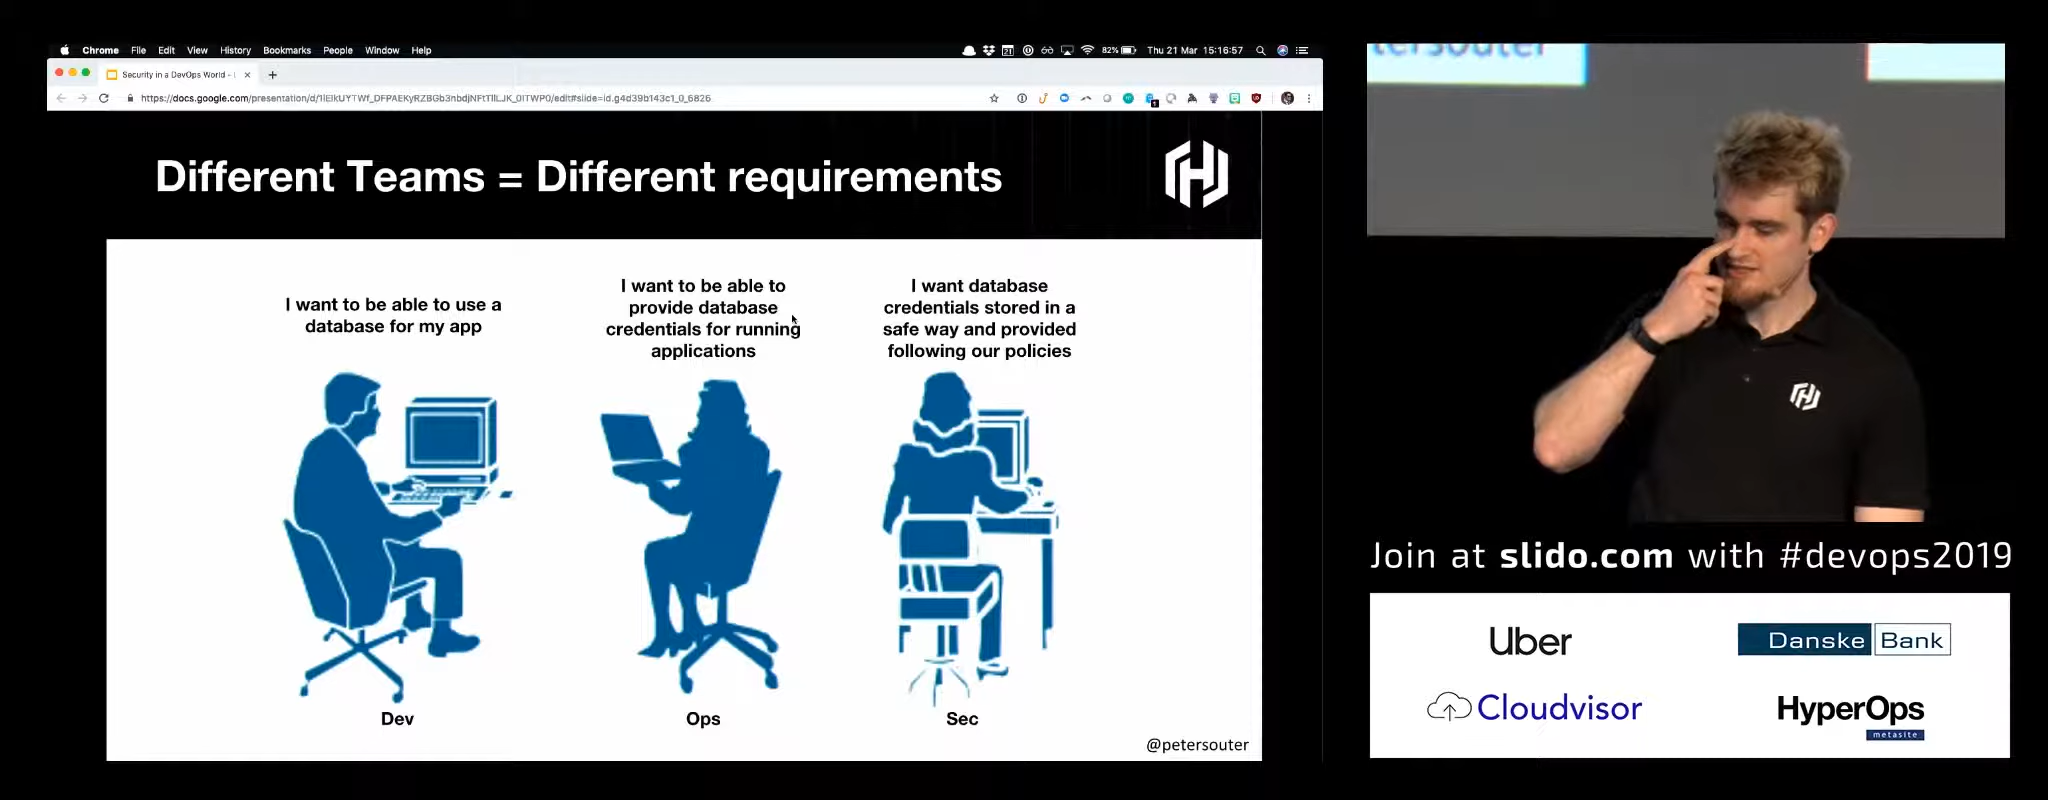 Chrome File Edit View History Bookmarks People Window Help
82% Thu 21 Mar 15:16:57
Security in a DevOps World -
https://docs.google.com/presentation/d/
Different Teams = Different requirements
I want to be able to use a
database for my app
I want to be able to
provide database
credentials for running
applications
I want database
credentials stored in a
safe way and provided
following our policies
Dev
Ops
Sec
@petersouter
tersouter
Join at slido.com with #devops2019
Uber
Danske Bank
Cloudvisor
HyperOps
metasite